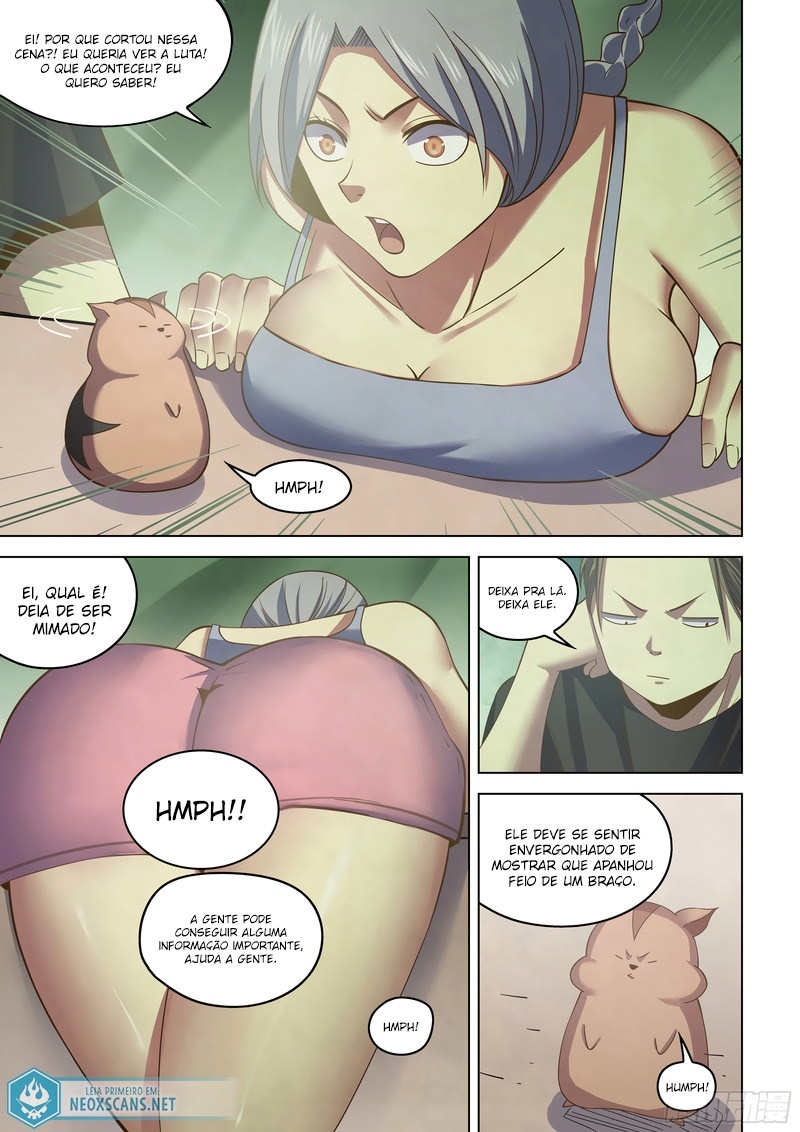 EI! POR QUE CORTOU NESSA
CENA?! EU QUERIA VER A LUTA!
O QUE ACONTECEU? EU
QUERO SABER!
HMPH!
EI, QUAL É!
DEIA DE SER
MIMADO!
DEIXA PRA LÁ.
DEIXA ELE.
HMPH!!
ELE DEVE SE SENTIR
ENVERGONHADO DE
MOSTRAR QUE APANHOU
FEIO DE UM BRAÇO.
A GENTE PODE
CONSEGUIR ALGUMA
INFORMAÇÃO IMPORTANTE,
AJUDA A GENTE.
HMPH!
HUMPH!
LEIA PRIMEIRO EM:
NEOXSCANS.NET